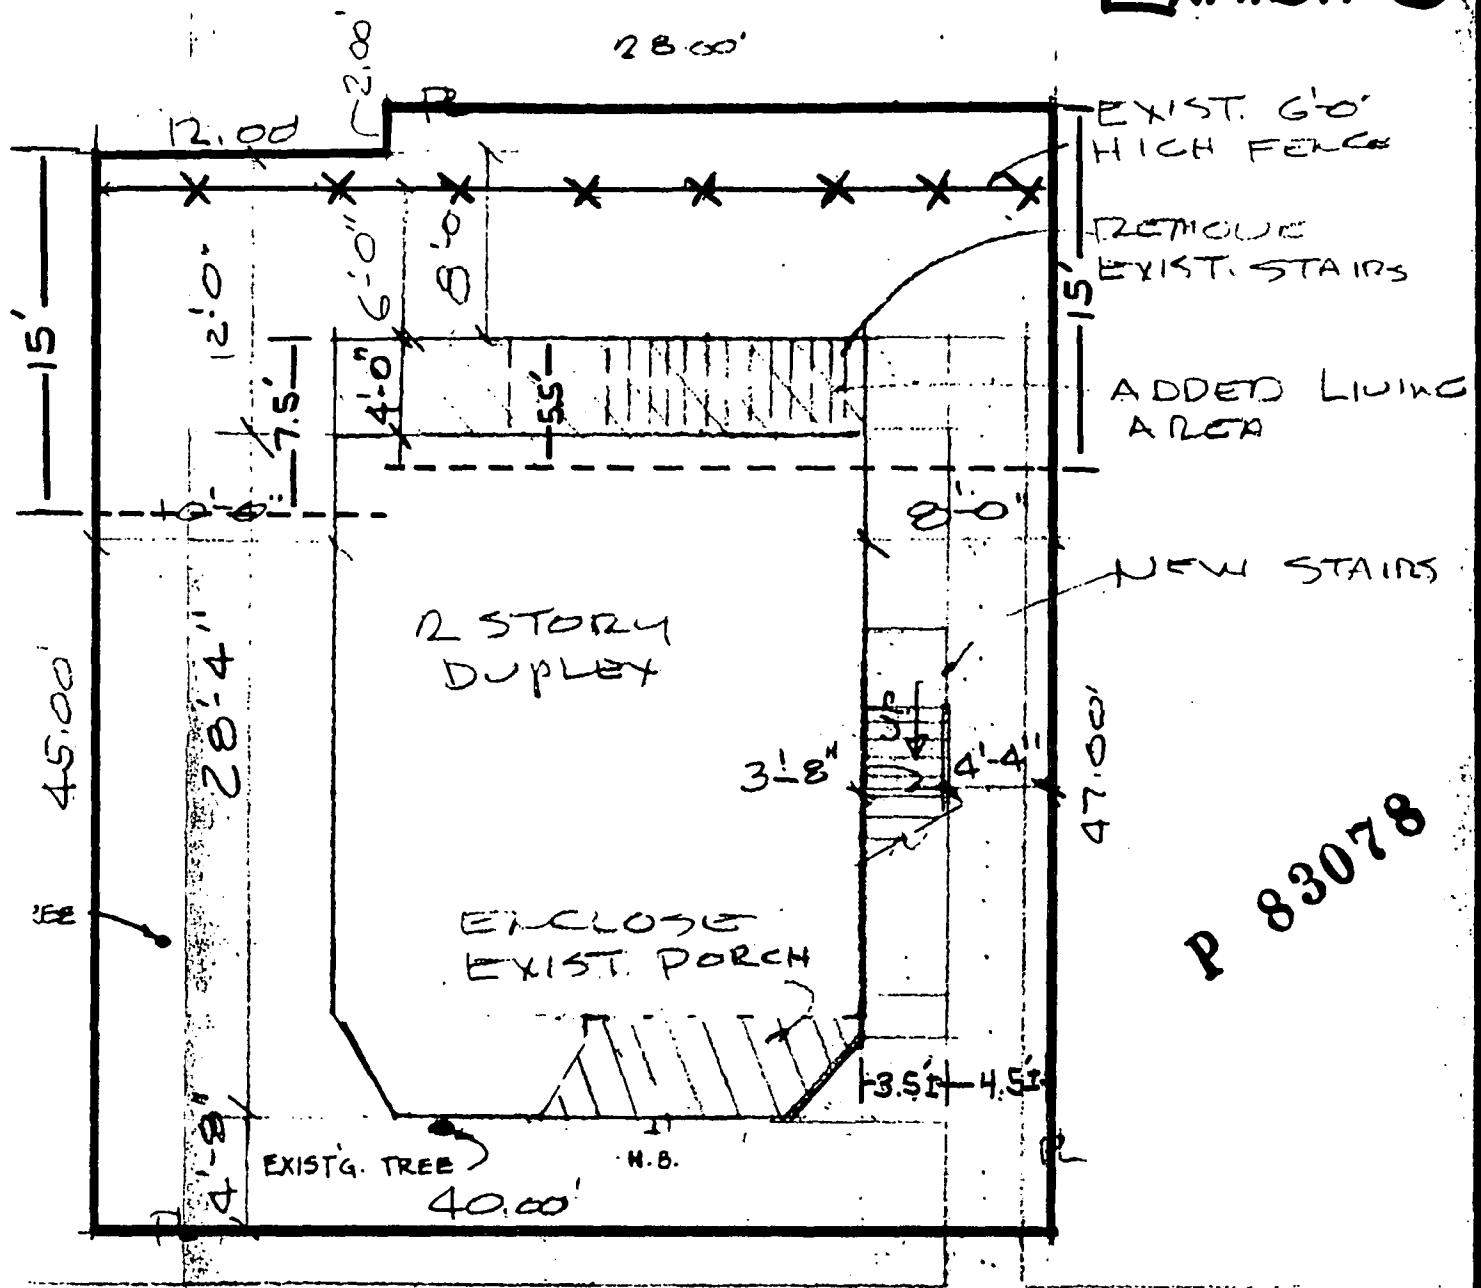 28.00'
2.00'
12.00
EXIST. 6'0"
HIGH FENCE
REMOVE
EXIST. STAIRS
15'
12'-0"
6'-0"
8'-0
15'
7.5'
4'-0"
5.5'
ADDED LIVING
AREA
8'-0"
NEW STAIRS
2 STORY
DUPLEX
45.00'
28'-4"
UP
3'-8"
4'-4"
47.00'
P 83078
ENCLOSE
EXIST. PORCH
3.5'±
4.5'±
4'-8"
EXIST'G. TREE
H.B.
40.00'